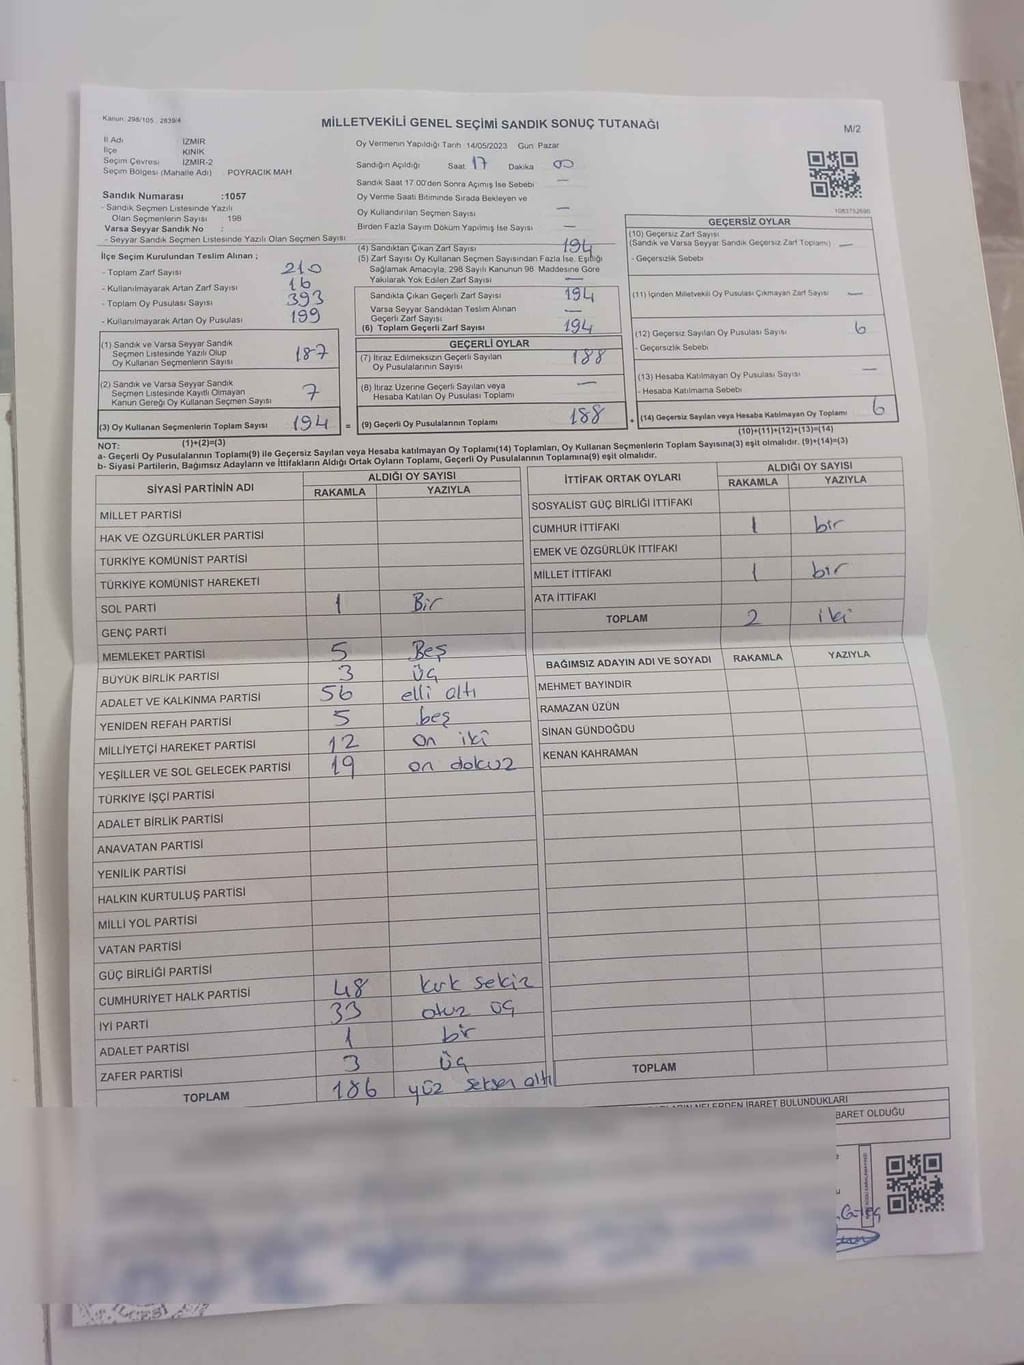 Kanun: 298/105 , 2839/4
MİLLETVEKİLİ GENEL SEÇİMİ SANDIK SONUÇ TUTANAĞI
M/2
İl Adı İZMİR
İlçe KINIK
Seçim Çevresi İZMİR-2
Seçim Bölgesi (Mahalle Adı) POYRACIK MAH
Sandık Numarası :1057
- Sandık Seçmen Listesinde Yazılı
Olan Seçmenlerin Sayısı 198
Varsa Seyyar Sandık No :
- Seyyar Sandık Seçmen Listesinde Yazılı Olan Seçmen Sayısı:
İlçe Seçim Kurulundan Teslim Alınan ;
- Toplam Zarf Sayısı 210
- Kullanılmayarak Artan Zarf Sayısı 16
- Toplam Oy Pusulası Sayısı 393
- Kullanılmayarak Artan Oy Pusulası 199
(1) Sandık ve Varsa Seyyar Sandık
Seçmen Listesinde Yazılı Olup
Oy Kullanan Seçmenlerin Sayısı 187
(2) Sandık ve Varsa Seyyar Sandık
Seçmen Listesinde Kayıtlı Olmayan
Kanun Gereği Oy Kullanan Seçmen Sayısı 7
(3) Oy Kullanan Seçmenlerin Toplam Sayısı 194 =
Oy Vermenin Yapıldığı Tarih 14/05/2023 Gün Pazar
Sandığın Açıldığı Saat 17 Dakika 00
Sandık Saat 17.00'den Sonra Açımış İse Sebebi —
Oy Verme Saati Bitiminde Sırada Bekleyen ve
Oy Kullandırılan Seçmen Sayısı —
Birden Fazla Sayım Döküm Yapılmış İse Sayısı —
(4) Sandıktan Çıkan Zarf Sayısı 194
(5) Zarf Sayısı Oy Kullanan Seçmen Sayısından Fazla İse, Eşitliği
Sağlamak Amacıyla, 298 Sayılı Kanunun 98 Maddesine Göre
Yakılarak Yok Edilen Zarf Sayısı —
Sandıkta Çıkan Geçerli Zarf Sayısı 194
Varsa Seyyar Sandıktan Teslim Alınan
Geçerli Zarf Sayısı —
(6) Toplam Geçerli Zarf Sayısı 194
GEÇERLİ OYLAR
(7) İtiraz Edilmeksizin Geçerli Sayılan
Oy Pusulalarının Sayısı 188
(8) İtiraz Üzerine Geçerli Sayılan veya
Hesaba Katılan Oy Pusulası Toplamı —
(9) Geçerli Oy Pusulalarının Toplamı 188 +
1083752690
GEÇERSİZ OYLAR
(10) Geçersiz Zarf Sayısı
(Sandık ve Varsa Seyyar Sandık Geçersiz Zarf Toplamı) —
- Geçersizlik Sebebi
(11) İçinden Milletvekili Oy Pusulası Çıkmayan Zarf Sayısı —
(12) Geçersiz Sayılan Oy Pusulası Sayısı 6
- Geçersizlik Sebebi
(13) Hesaba Katılmayan Oy Pusulası Sayısı —
- Hesaba Katılmama Sebebi
(14) Geçersiz Sayılan veya Hesaba Katılmayan Oy Toplamı 6
NOT: (1)+(2)=(3) (10)+(11)+(12)+(13)=(14)
a- Geçerli Oy Pusulalarının Toplamı(9) ile Geçersiz Sayılan veya Hesaba katılmayan Oy Toplamı(14) Toplamları, Oy Kullanan Seçmenlerin Toplam Sayısına(3) eşit olmalıdır. (9)+(14)=(3)
b- Siyasi Partilerin, Bağımsız Adayların ve İttifakların Aldığı Ortak Oyların Toplamı, Geçerli Oy Pusulalarının Toplamına(9) eşit olmalıdır.
SİYASİ PARTİNİN ADI ALDIĞI OY SAYISI
RAKAMLA YAZIYLA
MİLLET PARTİSİ
HAK VE ÖZGÜRLÜKLER PARTİSİ
TÜRKİYE KOMÜNİST PARTİSİ
TÜRKİYE KOMÜNİST HAREKETİ
SOL PARTİ 1 Bir
GENÇ PARTİ
MEMLEKET PARTİSİ 5 Beş
BÜYÜK BİRLİK PARTİSİ 3 üç
ADALET VE KALKINMA PARTİSİ 56 elli altı
YENİDEN REFAH PARTİSİ 5 beş
MİLLİYETÇİ HAREKET PARTİSİ 12 on iki
YEŞİLLER VE SOL GELECEK PARTİSİ 19 on dokuz
TÜRKİYE İŞÇİ PARTİSİ
ADALET BİRLİK PARTİSİ
ANAVATAN PARTİSİ
YENİLİK PARTİSİ
HALKIN KURTULUŞ PARTİSİ
MİLLİ YOL PARTİSİ
VATAN PARTİSİ
GÜÇ BİRLİĞİ PARTİSİ
CUMHURİYET HALK PARTİSİ 48 kırk sekiz
İYİ PARTİ 33 otuz üç
ADALET PARTİSİ 1 bir
ZAFER PARTİSİ 3 üç
TOPLAM 186 yüz seksen altı
İTTİFAK ORTAK OYLARI ALDIĞI OY SAYISI
RAKAMLA YAZIYLA
SOSYALİST GÜÇ BİRLİĞİ İTTİFAKI
CUMHUR İTTİFAKI 1 bir
EMEK VE ÖZGÜRLÜK İTTİFAKI
MİLLET İTTİFAKI 1 bir
ATA İTTİFAKI
TOPLAM 2 iki
BAĞIMSIZ ADAYIN ADI VE SOYADI RAKAMLA YAZIYLA
MEHMET BAYINDIR
RAMAZAN ÜZÜN
SİNAN GÜNDOĞDU
KENAN KAHRAMAN
TOPLAM
NELERDEN İBARET BULUNDUKLARI
BARET OLDUĞU